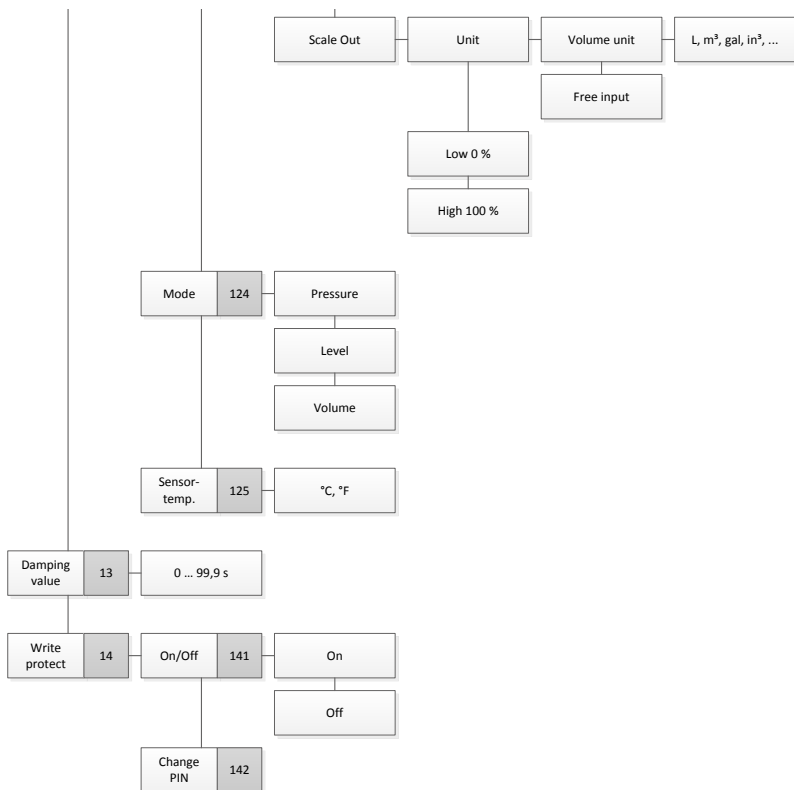 Scale Out
Unit
Volume unit
L, m³, gal, in³, ...
Free input
Low 0 %
High 100 %
Mode
124
Pressure
Level
Volume
Sensor-
temp.
125
°C, °F
Damping
value
13
0 ... 99,9 s
Write
protect
14
On/Off
141
On
Off
Change
PIN
142